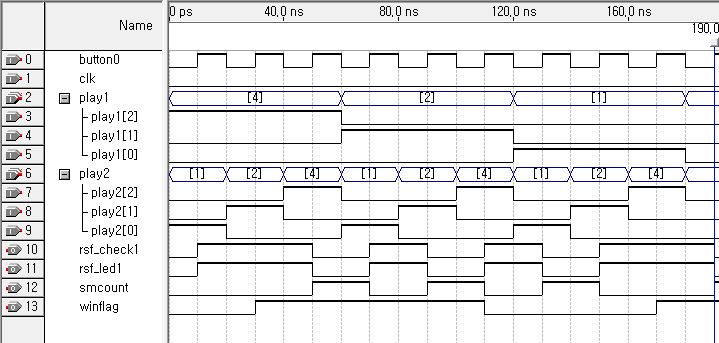 Name
0 ps 40,0 ns 80,0 ns 120,0 ns 160,0 ns
190,0
0 button0
1 clk
2 play1 [4] [2] [1]
3 play1[2]
4 play1[1]
5 play1[0]
6 play2 [1] [2] [4] [1] [2] [4] [1] [2] [4]
7 play2[2]
8 play2[1]
9 play2[0]
10 rsf_check1
11 rsf_led1
12 smcount
13 winflag